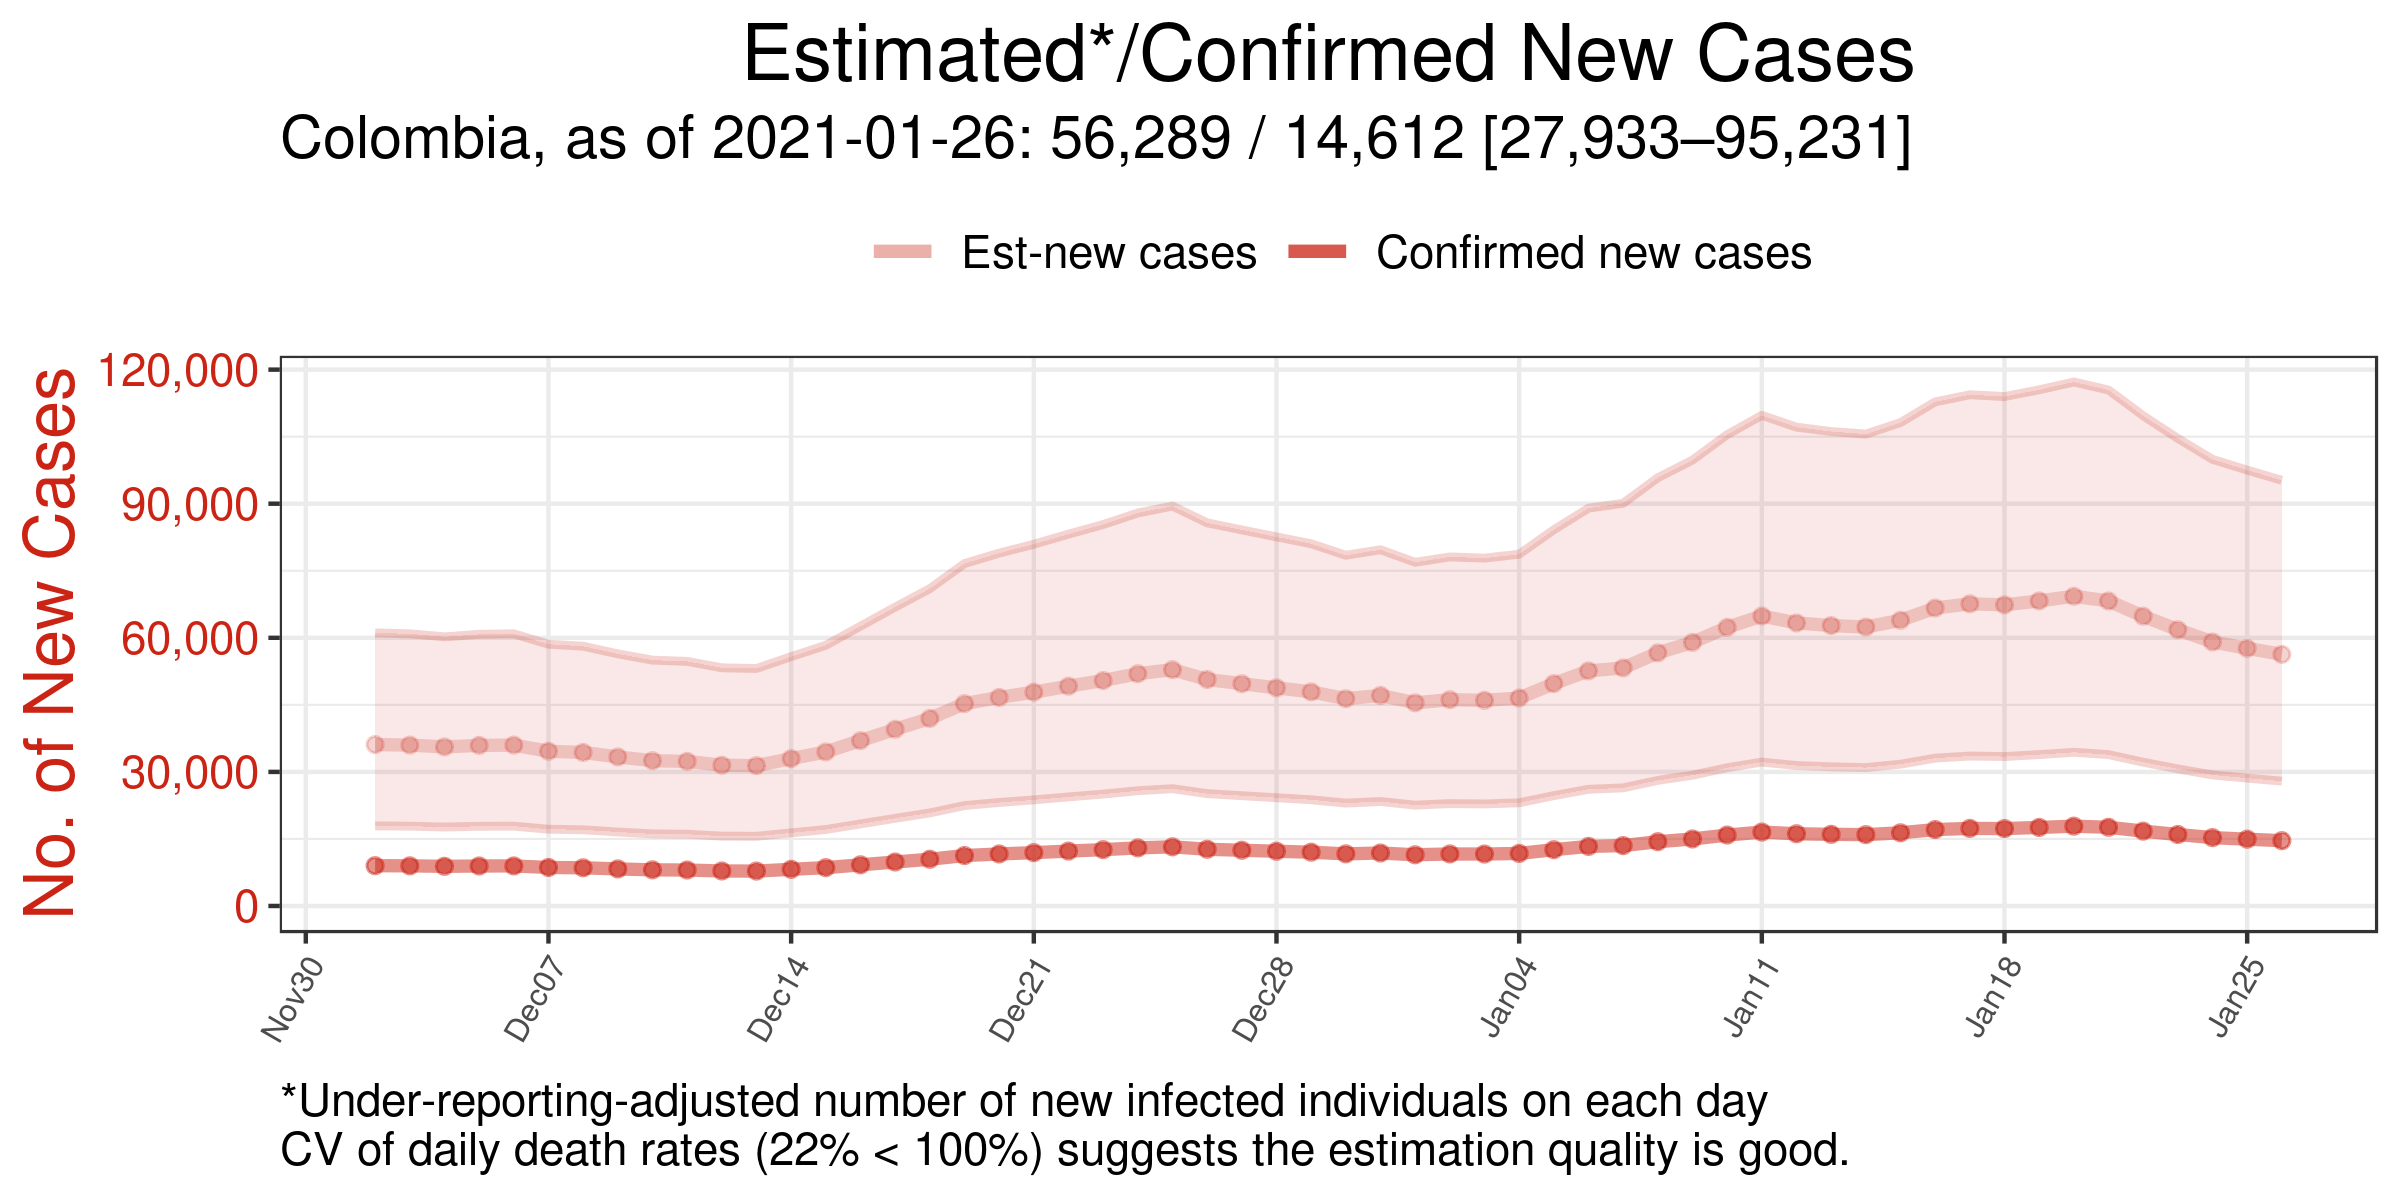 Estimated*/Confirmed New Cases
Colombia, as of 2021-01-26: 56,289 / 14,612 [27,933–95,231]
Est-new cases
Confirmed new cases
No. of New Cases
120,000
90,000
60,000
30,000
0
Nov30
Dec07
Dec14
Dec21
Dec28
Jan04
Jan11
Jan18
Jan25
*Under-reporting-adjusted number of new infected individuals on each day
CV of daily death rates (22% < 100%) suggests the estimation quality is good.